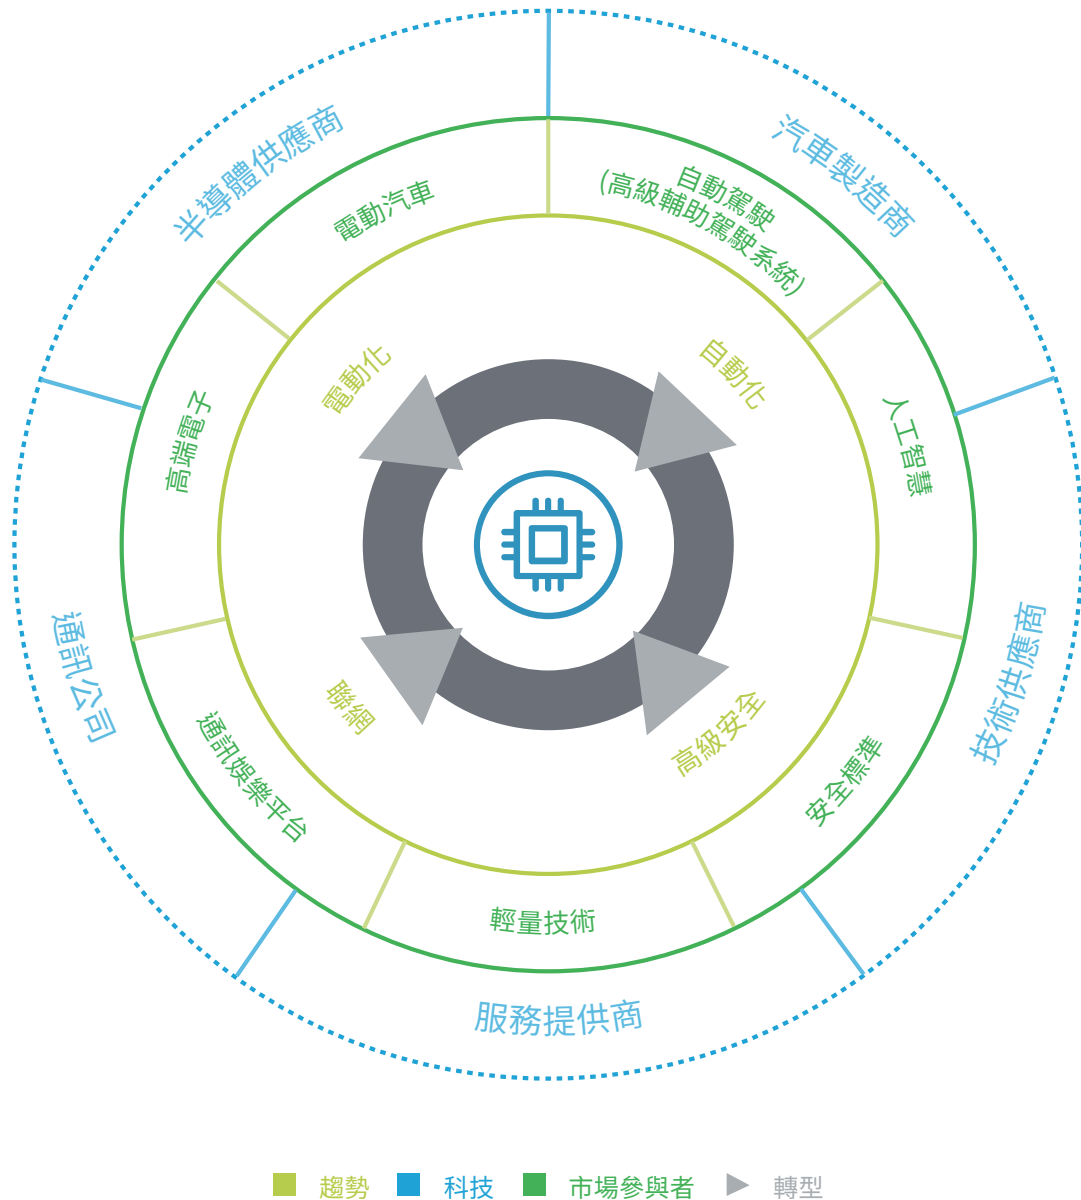 半導體供應商
汽車製造商
電動汽車
自動駕駛
(高級輔助駕駛系統)
高端電子
人工智慧
電動化
自動化
聯網
高級安全
通訊公司
技術供應商
通訊娛樂平台
安全標準
輕量技術
服務提供商
趨勢
科技
市場參與者
轉型